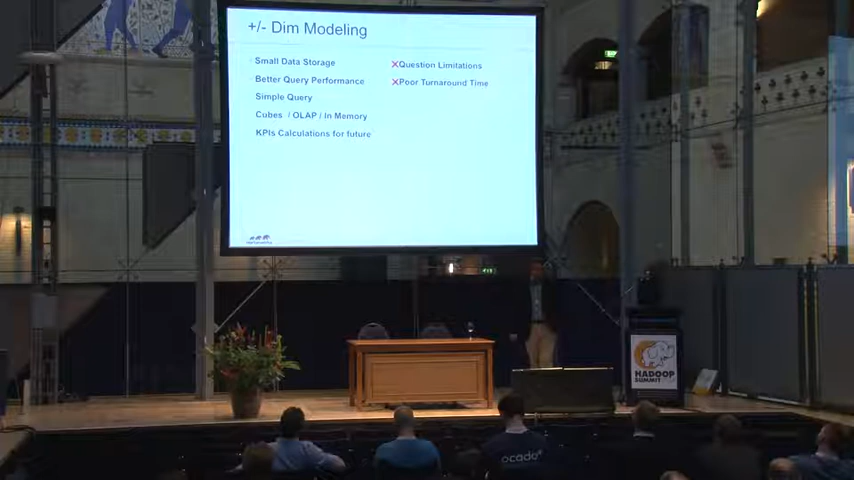 +/- Dim Modeling
Small Data Storage
Better Query Performance
Simple Query
Cubes / OLAP / In Memory
KPIs Calculations for future
Question Limitations
Poor Turnaround Time
HADOOP
SUMMIT
ocado